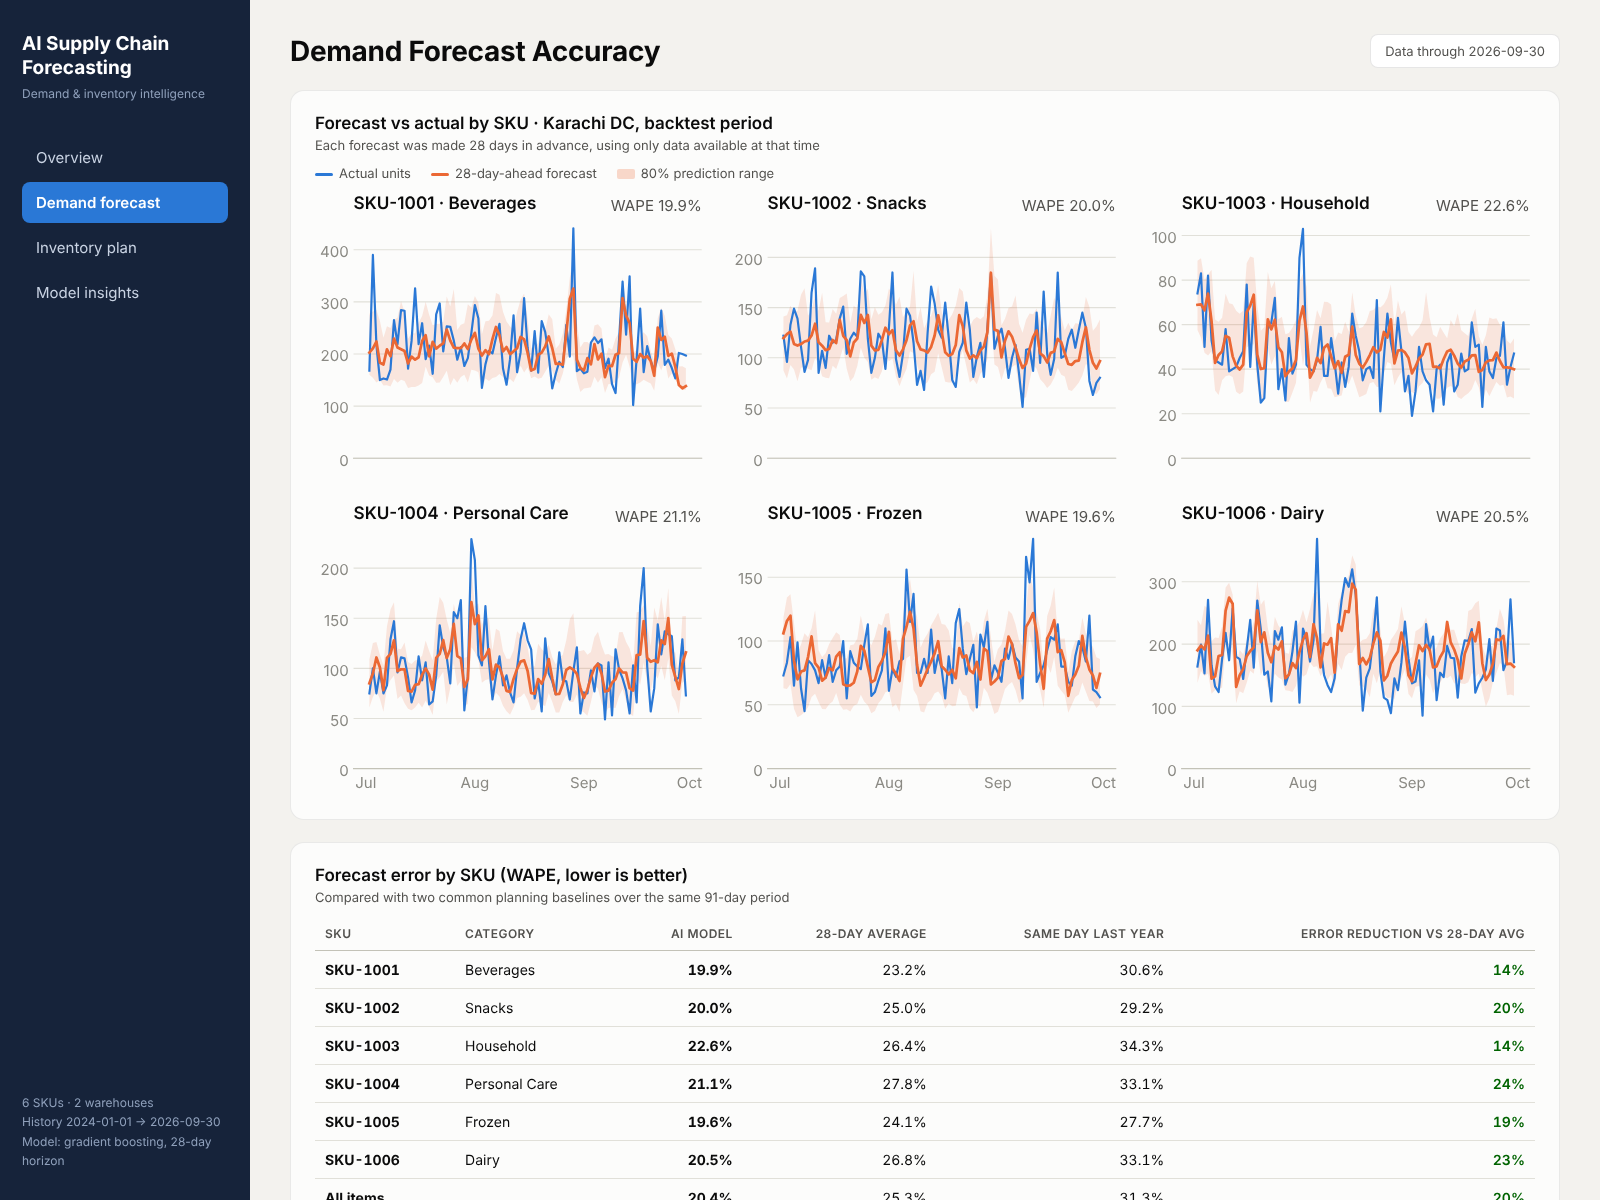 AI Supply Chain
Forecasting
Demand & inventory intelligence
Overview
Demand forecast
Inventory plan
Model insights
6 SKUs · 2 warehouses
History 2024-01-01 → 2026-09-30
Model: gradient boosting, 28-day
horizon
Demand Forecast Accuracy
Data through 2026-09-30
Forecast vs actual by SKU · Karachi DC, backtest period
Each forecast was made 28 days in advance, using only data available at that time
Actual units 28-day-ahead forecast 80% prediction range
SKU-1001 · Beverages WAPE 19.9%
400
300
200
100
0
SKU-1002 · Snacks WAPE 20.0%
200
150
100
50
0
SKU-1003 · Household WAPE 22.6%
100
80
60
40
20
0
SKU-1004 · Personal Care WAPE 21.1%
200
150
100
50
0
Jul Aug Sep Oct
SKU-1005 · Frozen WAPE 19.6%
150
100
50
0
Jul Aug Sep Oct
SKU-1006 · Dairy WAPE 20.5%
300
200
100
0
Jul Aug Sep Oct
Forecast error by SKU (WAPE, lower is better)
Compared with two common planning baselines over the same 91-day period
SKU CATEGORY AI MODEL 28-DAY AVERAGE SAME DAY LAST YEAR ERROR REDUCTION VS 28-DAY AVG
SKU-1001 Beverages 19.9% 23.2% 30.6% 14%
SKU-1002 Snacks 20.0% 25.0% 29.2% 20%
SKU-1003 Household 22.6% 26.4% 34.3% 14%
SKU-1004 Personal Care 21.1% 27.8% 33.1% 24%
SKU-1005 Frozen 19.6% 24.1% 27.7% 19%
SKU-1006 Dairy 20.5% 26.8% 33.1% 23%
All items 20.4% 25.3% 31.3% 20%